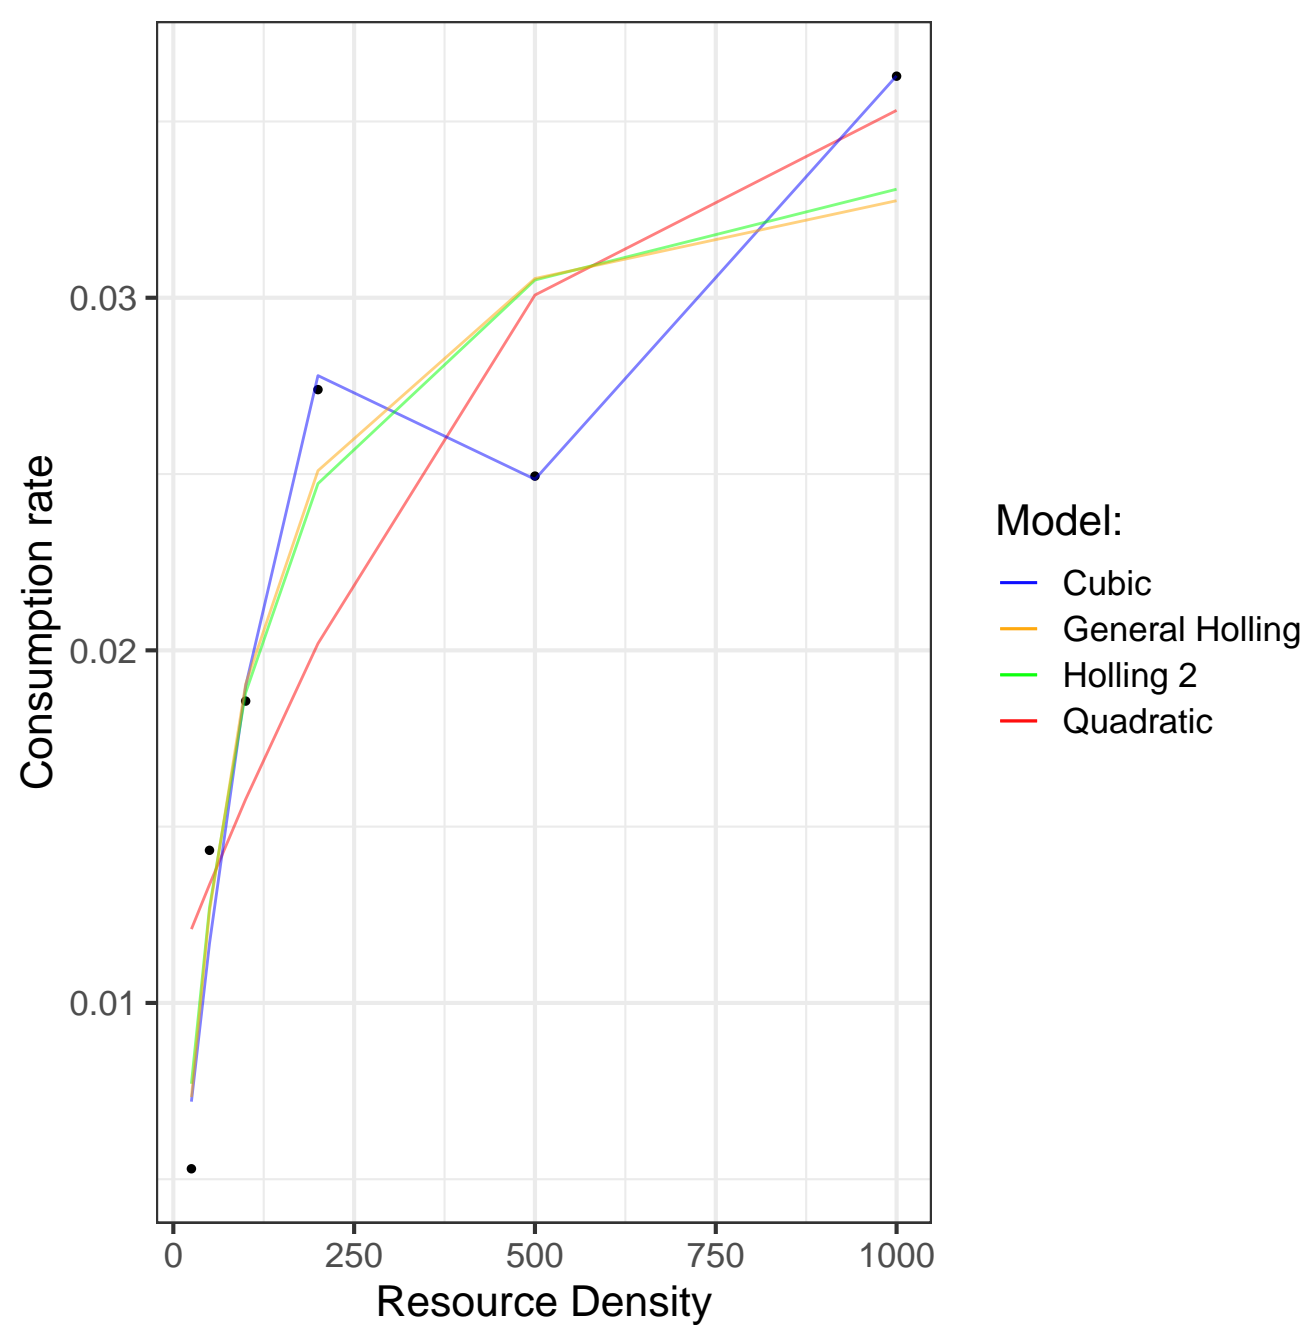 0.03
0.02
0.01
Consumption rate
0
250
500
750
1000
Resource Density
Model:
Cubic
General Holling
Holling 2
Quadratic